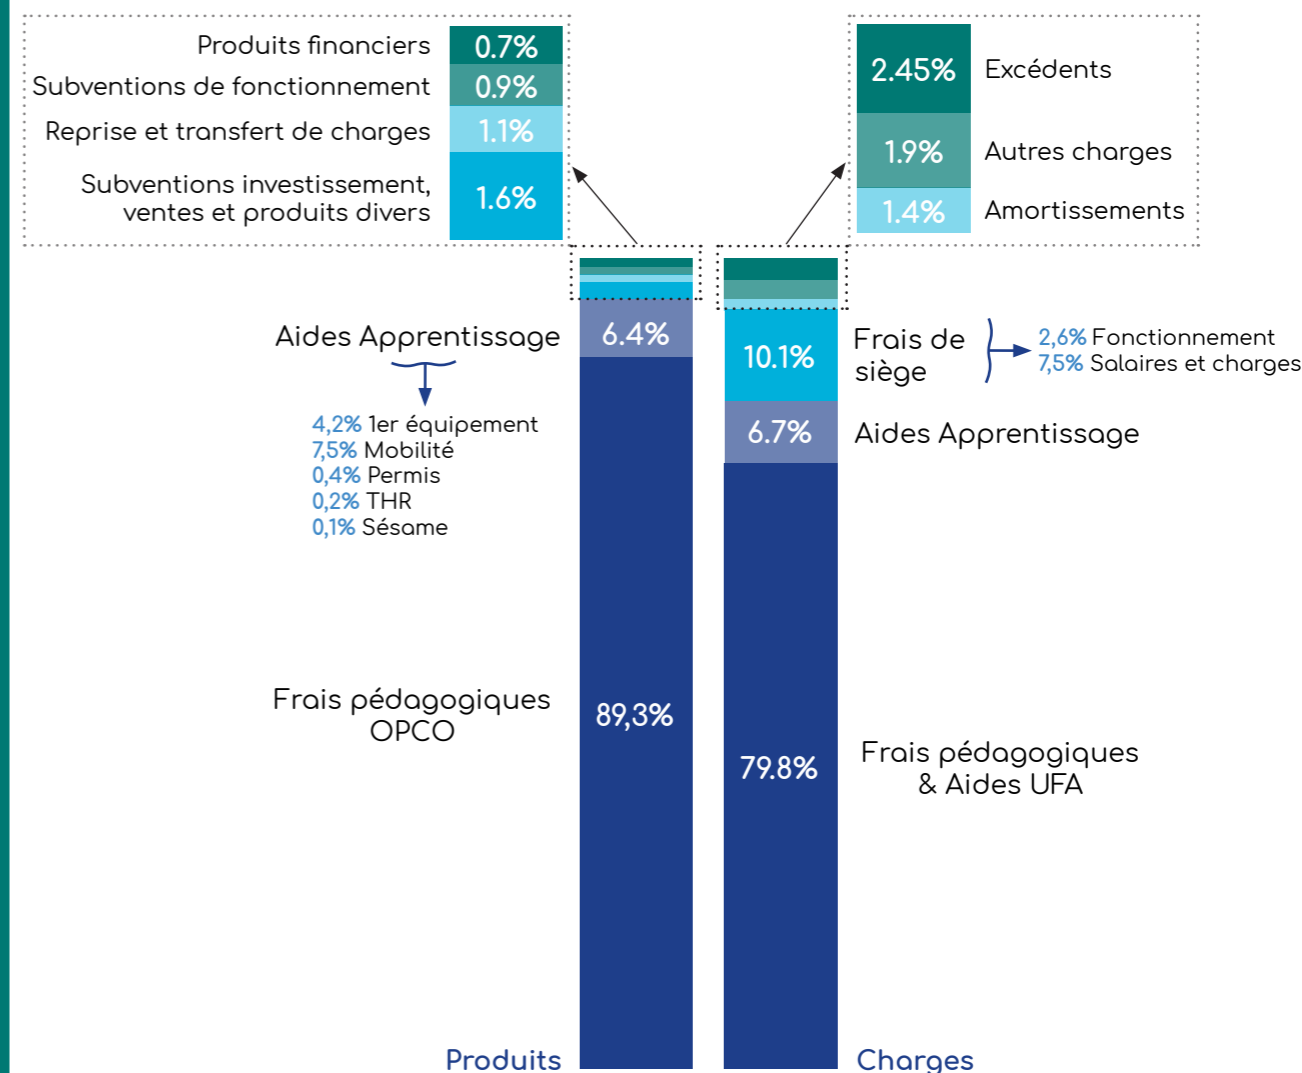 Produits financiers
0.7%
Subventions de fonctionnement
0.9%
Reprise et transfert de charges
1.1%
Subventions investissement,
ventes et produits divers
1.6%
2.45%
Excédents
1.9%
Autres charges
1.4%
Amortissements
Aides Apprentissage
6.4%
4,2% 1er équipement
7,5% Mobilité
0,4% Permis
0,2% THR
0,1% Sésame
Frais pédagogiques
OPCO
89,3%
Produits
10.1%
Frais de
siège
2,6% Fonctionnement
7,5% Salaires et charges
6.7%
Aides Apprentissage
79.8%
Frais pédagogiques
& Aides UFA
Charges